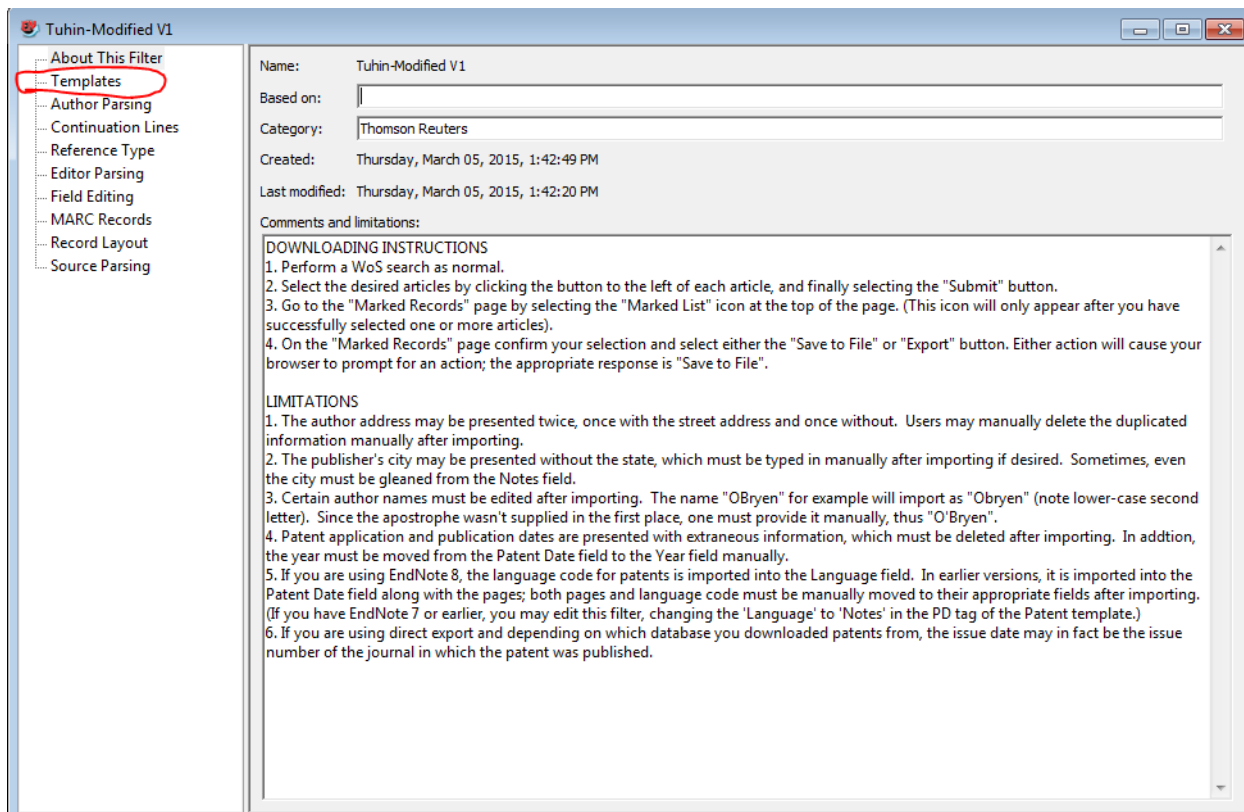 Tuhin-Modified V1
About This Filter
Templates
Author Parsing
Continuation Lines
Reference Type
Editor Parsing
Field Editing
MARC Records
Record Layout
Source Parsing
Name: Tuhin-Modified V1
Based on:
Category: Thomson Reuters
Created: Thursday, March 05, 2015, 1:42:49 PM
Last modified: Thursday, March 05, 2015, 1:42:20 PM
Comments and limitations:
DOWNLOADING INSTRUCTIONS
1. Perform a WoS search as normal.
2. Select the desired articles by clicking the button to the left of each article, and finally selecting the "Submit" button.
3. Go to the "Marked Records" page by selecting the "Marked List" icon at the top of the page. (This icon will only appear after you have
successfully selected one or more articles).
4. On the "Marked Records" page confirm your selection and select either the "Save to File" or "Export" button. Either action will cause your
browser to prompt for an action; the appropriate response is "Save to File".
LIMITATIONS
1. The author address may be presented twice, once with the street address and once without.  Users may manually delete the duplicated
information manually after importing.
2. The publisher's city may be presented without the state, which must be typed in manually after importing if desired.  Sometimes, even
the city must be gleaned from the Notes field.
3. Certain author names must be edited after importing.  The name "OBryen" for example will import as "Obryen" (note lower-case second
letter).  Since the apostrophe wasn't supplied in the first place, one must provide it manually, thus "O'Bryen".
4. Patent application and publication dates are presented with extraneous information, which must be deleted after importing.  In addtion,
the year must be moved from the Patent Date field to the Year field manually.
5. If you are using EndNote 8, the language code for patents is imported into the Language field.  In earlier versions, it is imported into the
Patent Date field along with the pages; both pages and language code must be manually moved to their appropriate fields after importing.
(If you have EndNote 7 or earlier, you may edit this filter, changing the 'Language' to 'Notes' in the PD tag of the Patent template.)
6. If you are using direct export and depending on which database you downloaded patents from, the issue date may in fact be the issue
number of the journal in which the patent was published.